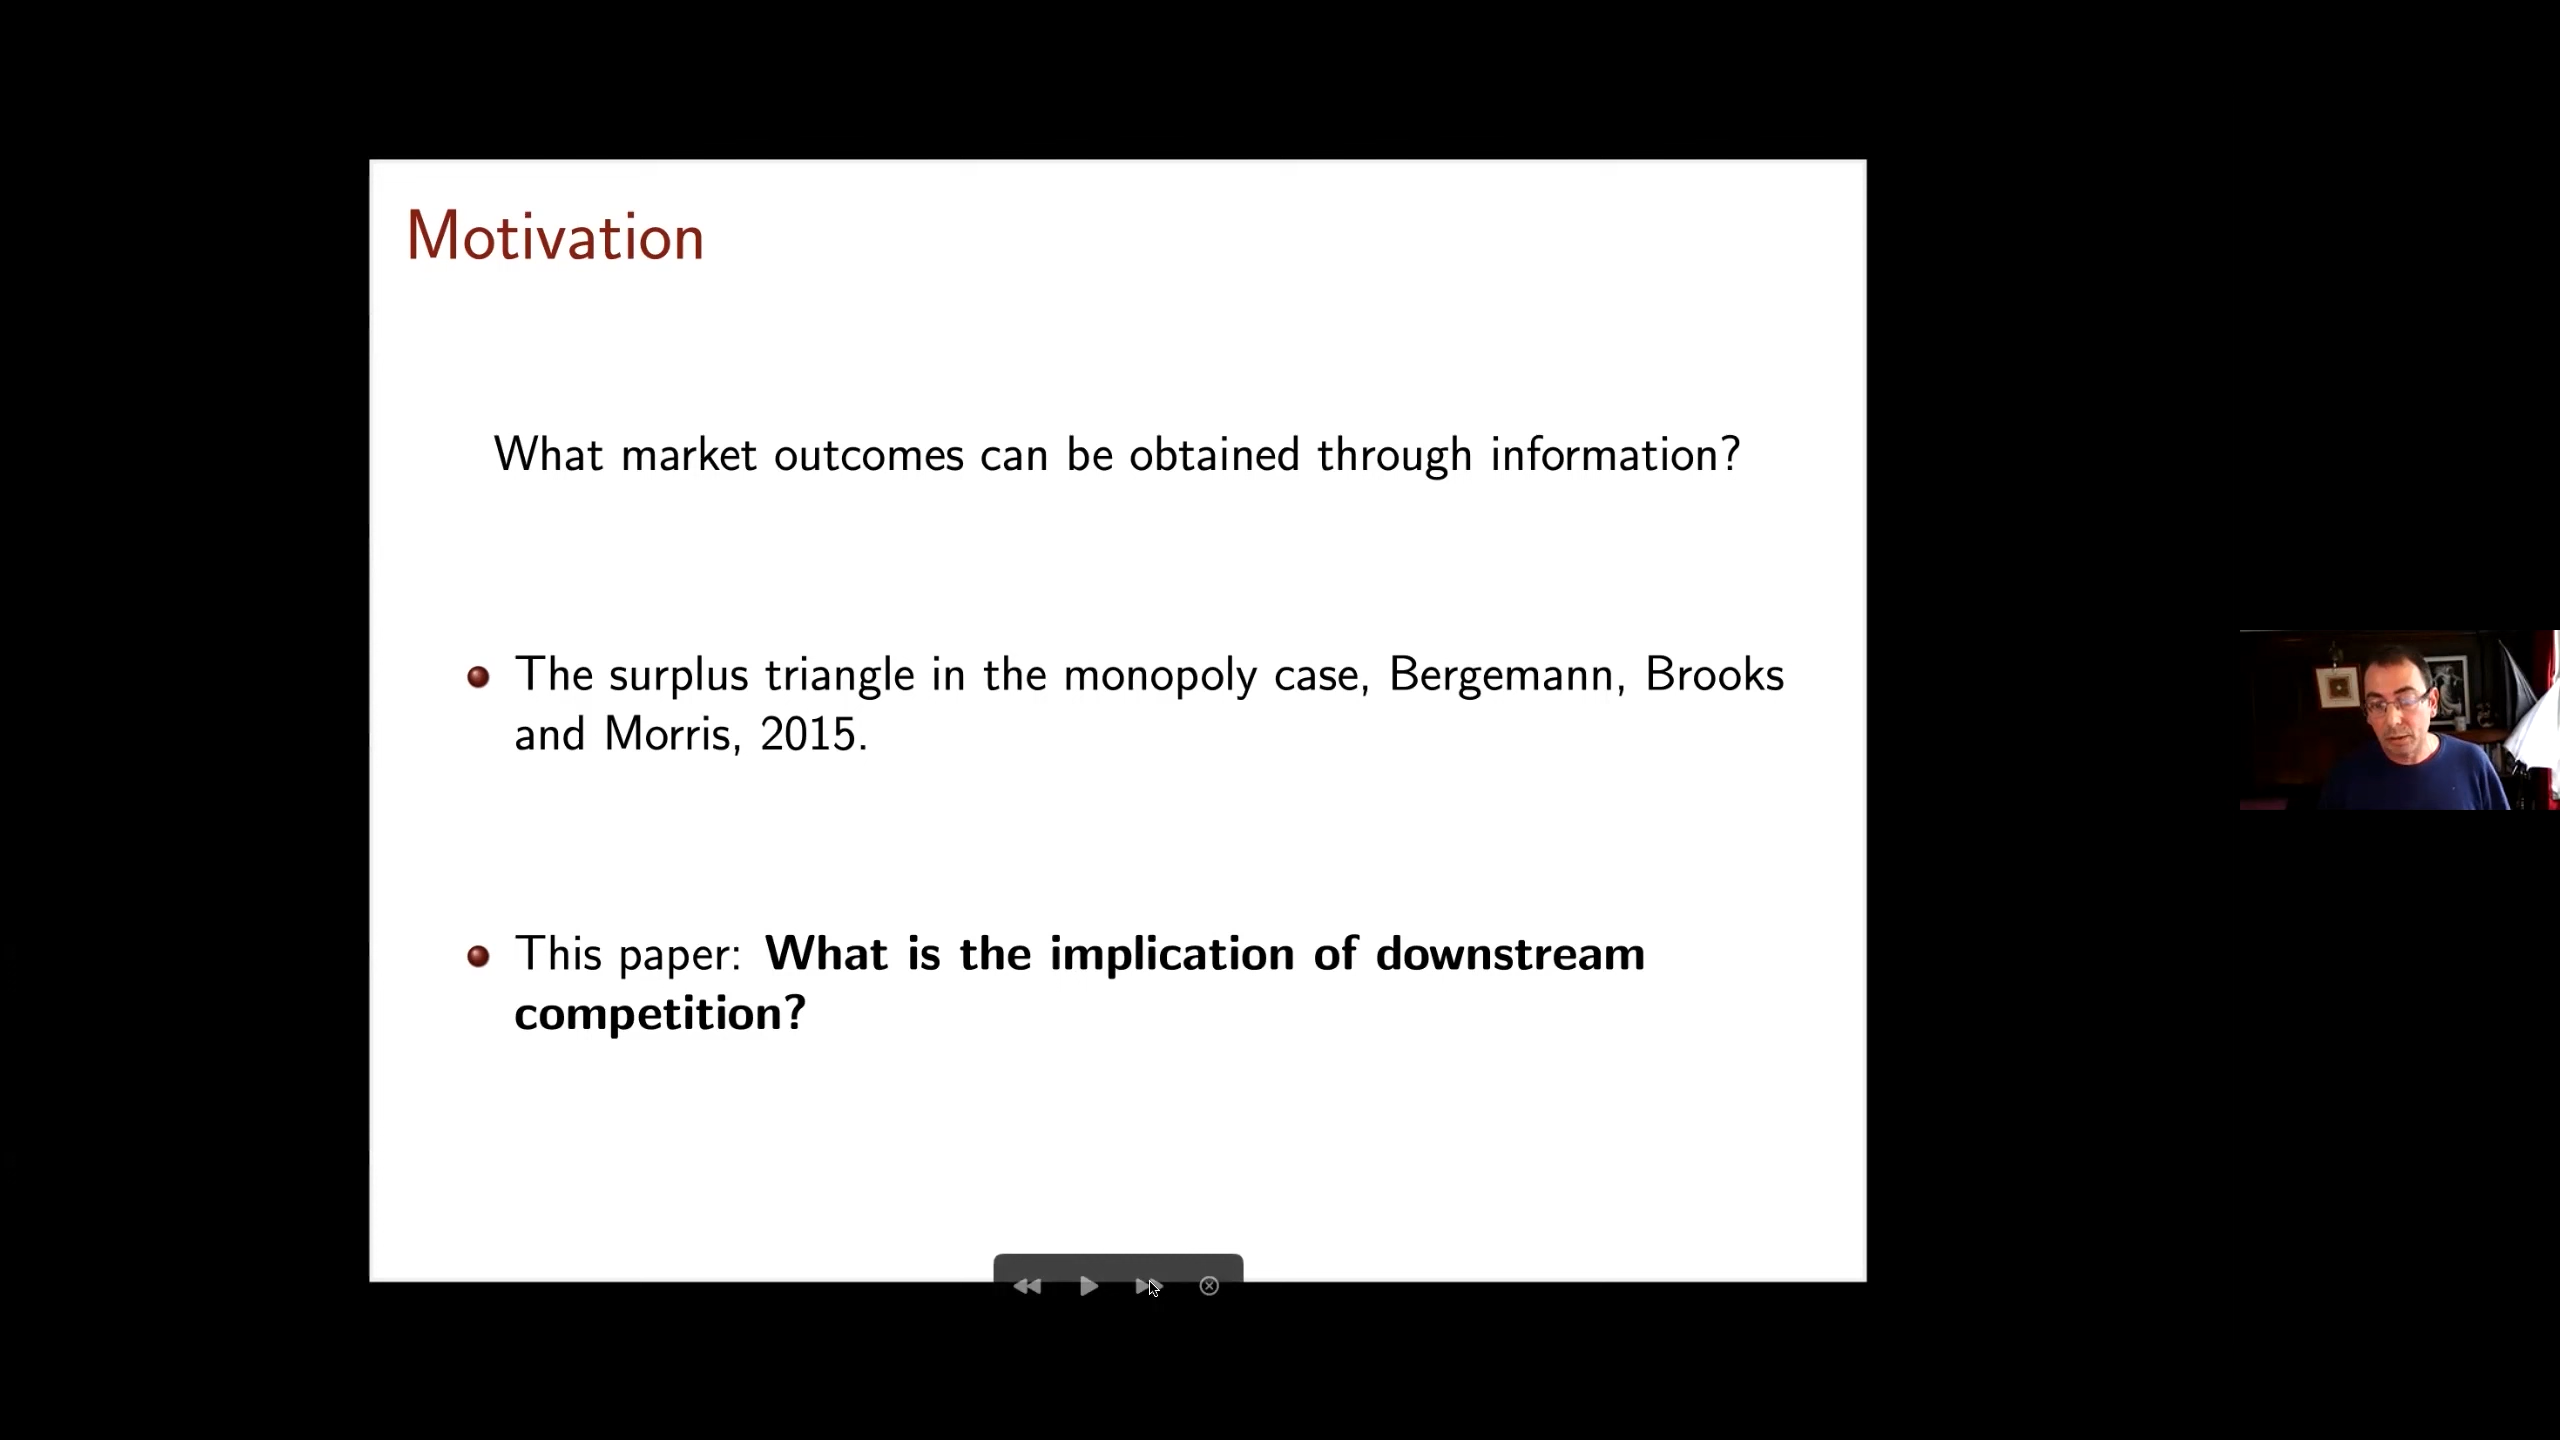 Motivation
What market outcomes can be obtained through information?
The surplus triangle in the monopoly case, Bergemann, Brooks
and Morris, 2015.
This paper: What is the implication of downstream
competition?